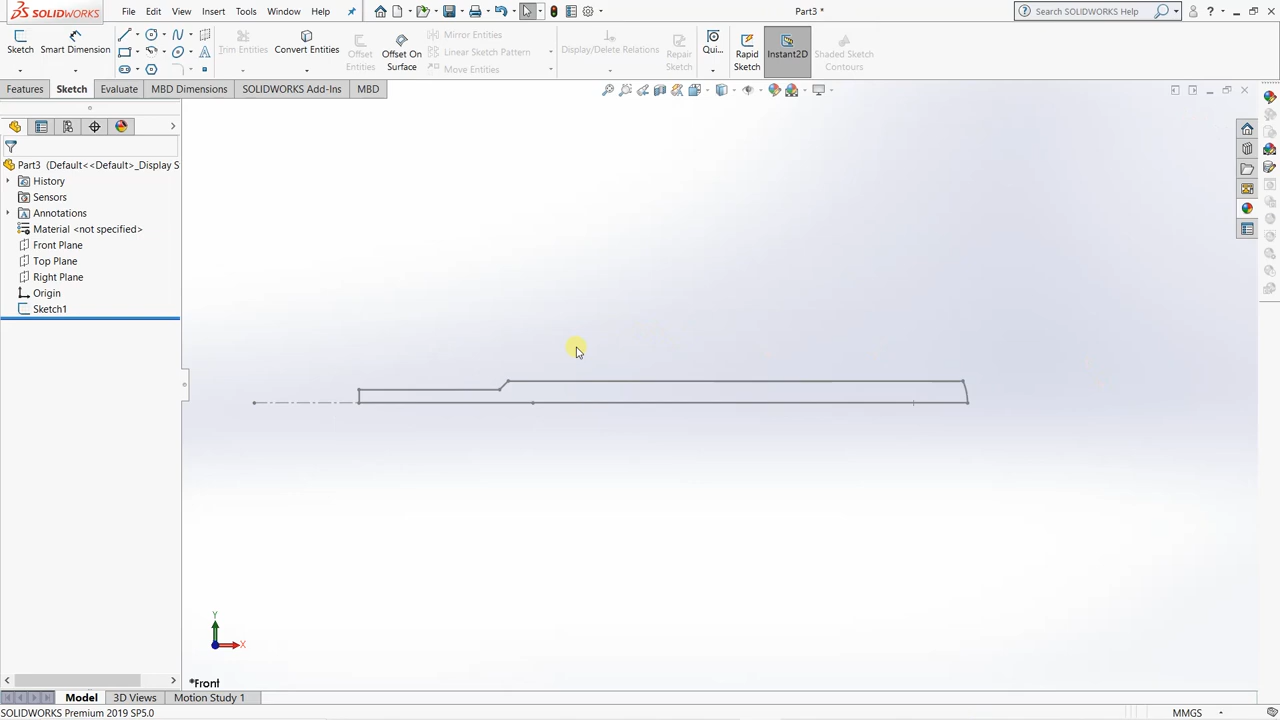 SOLIDWORKS File Edit View Insert Tools Window Help Part3 * Search SOLIDWORKS Help
Sketch Smart Dimension Trim Entities Convert Entities Offset Entities Offset On Surface Mirror Entities Linear Sketch Pattern Move Entities Display/Delete Relations Repair Sketch Qui... Rapid Sketch Instant2D Shaded Sketch Contours
Features Sketch Evaluate MBD Dimensions SOLIDWORKS Add-Ins MBD
Part3 (Default<<Default>_Display S
History
Sensors
Annotations
Material <not specified>
Front Plane
Top Plane
Right Plane
Origin
Sketch1
Y
X
*Front
Model 3D Views Motion Study 1
SOLIDWORKS Premium 2019 SP5.0 MMGS